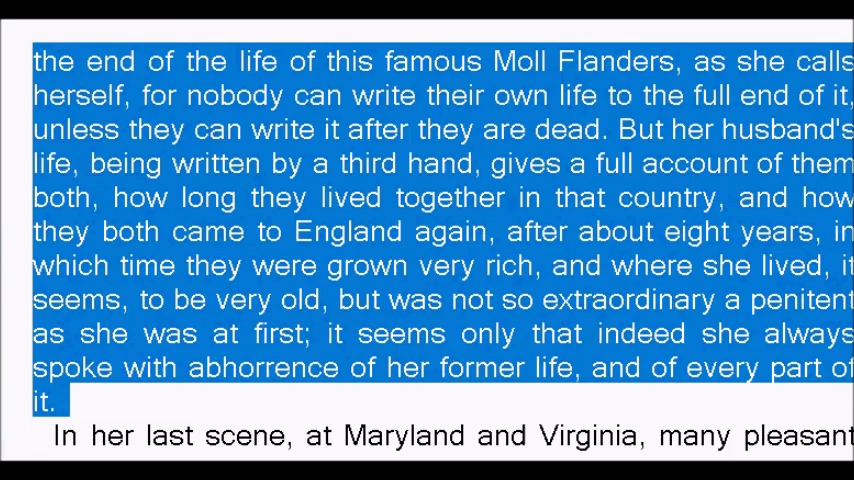 the end of the life of this famous Moll Flanders, as she calls
herself, for nobody can write their own life to the full end of it,
unless they can write it after they are dead. But her husband's
life, being written by a third hand, gives a full account of them
both, how long they lived together in that country, and how
they both came to England again, after about eight years, in
which time they were grown very rich, and where she lived, it
seems, to be very old, but was not so extraordinary a penitent
as she was at first; it seems only that indeed she always
spoke with abhorrence of her former life, and of every part of
it.
In her last scene, at Maryland and Virginia, many pleasant